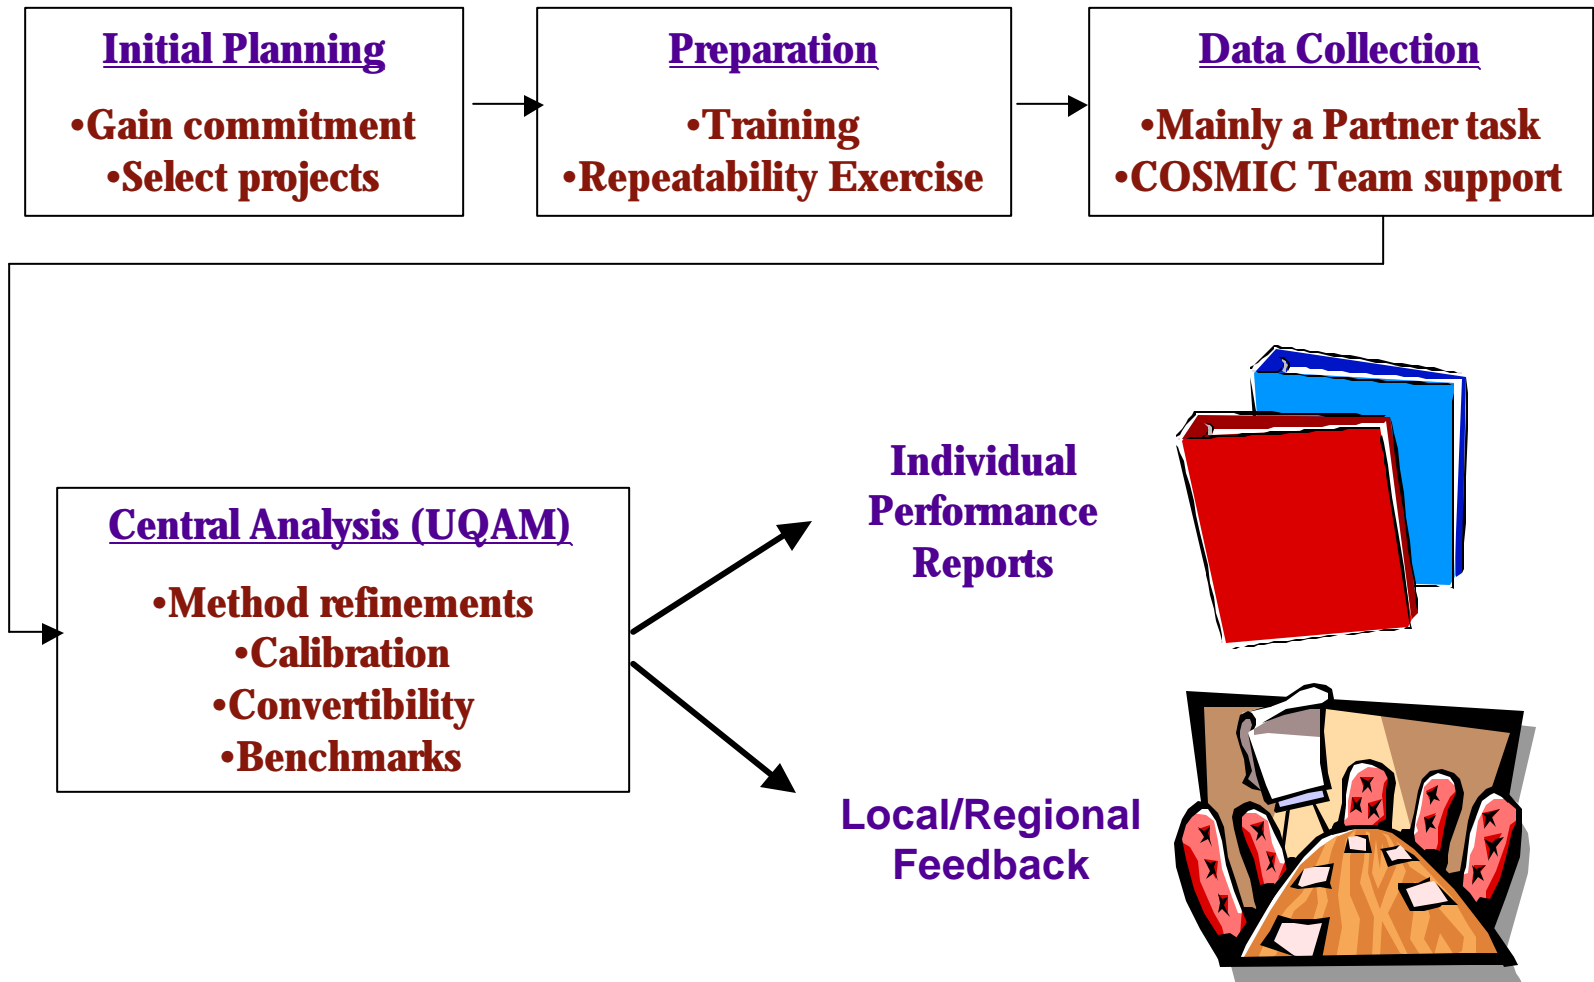 Initial Planning
•Gain commitment
•Select projects
Preparation
•Training
•Repeatability Exercise
Data Collection
•Mainly a Partner task
•COSMIC Team support
Central Analysis (UQAM)
•Method refinements
•Calibration
•Convertibility
•Benchmarks
Individual
Performance
Reports
Local/Regional
Feedback